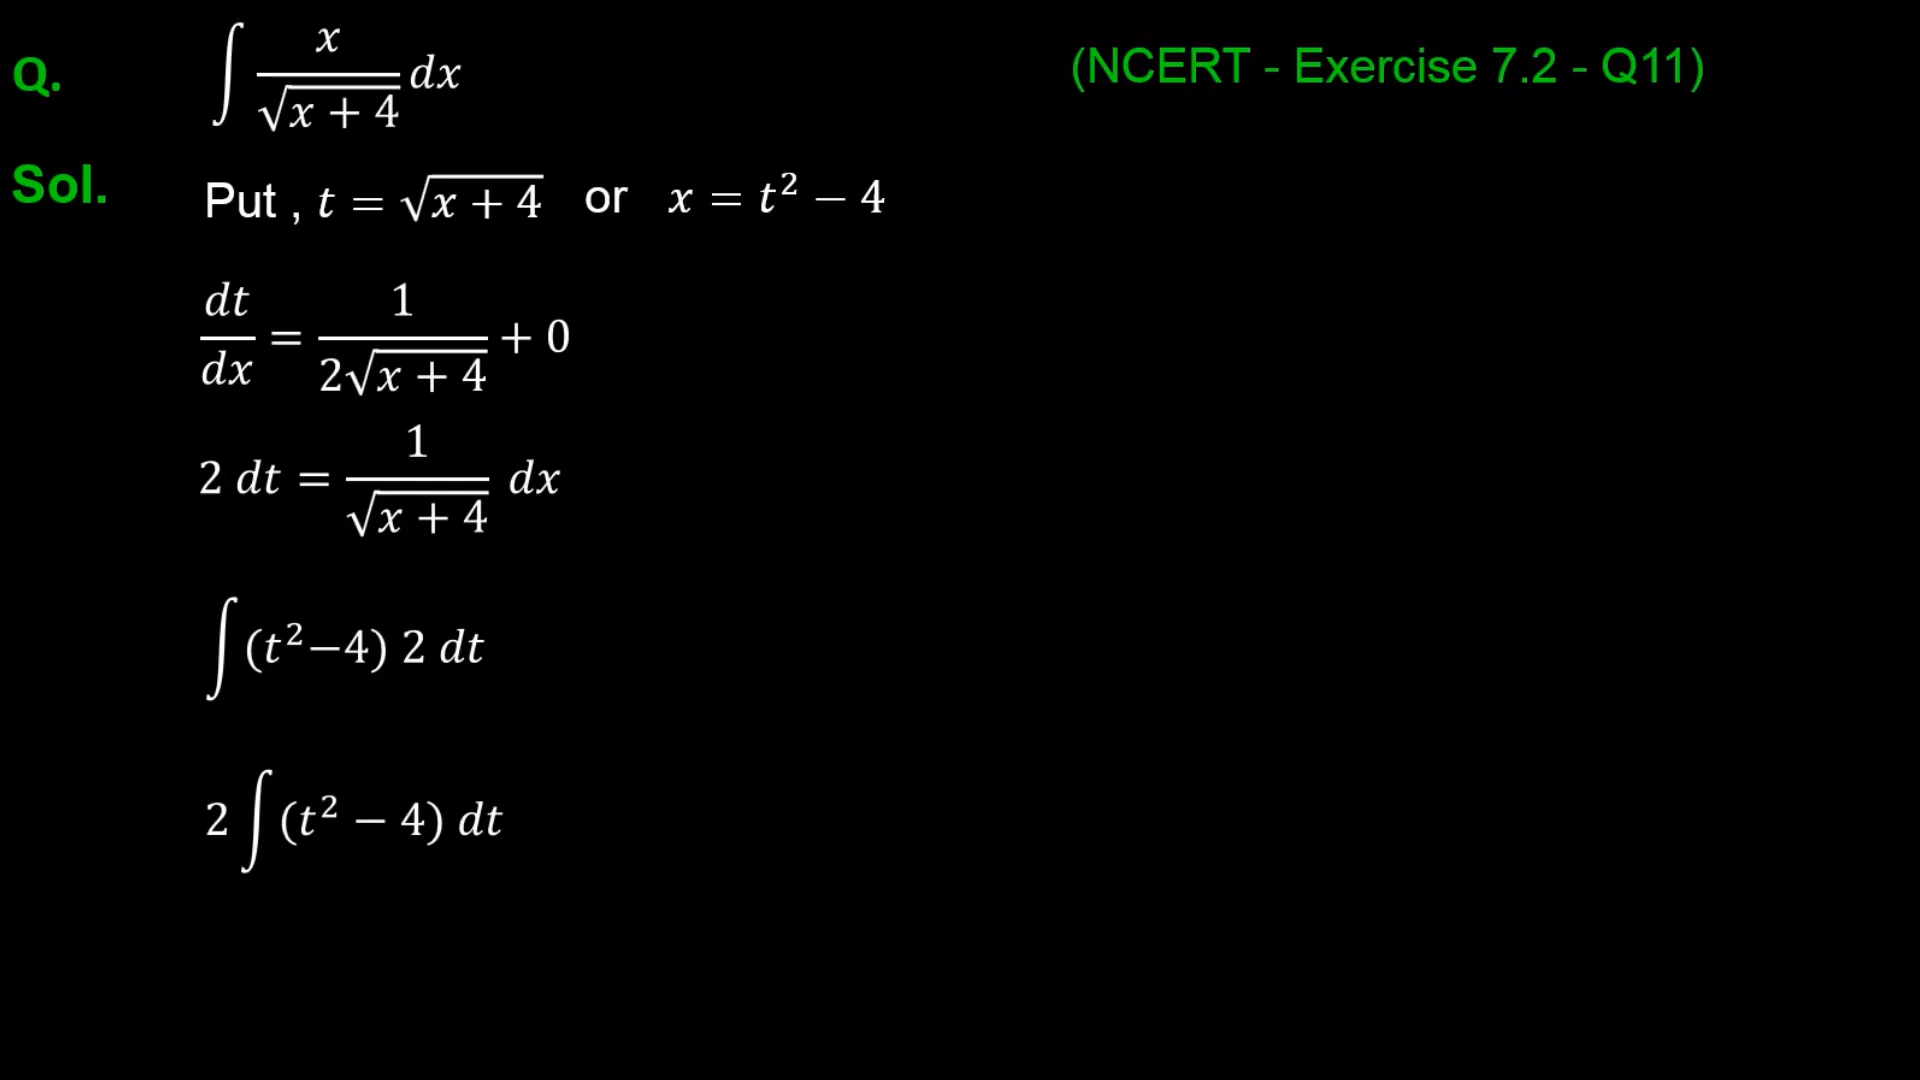 Q. ∫ x/√(x + 4) dx (NCERT - Exercise 7.2 - Q11)
Sol. Put , t = √(x + 4) or x = t² − 4
dt/dx = 1/(2√(x + 4)) + 0
2 dt = 1/√(x + 4) dx
∫(t²−4) 2 dt
2 ∫(t² − 4) dt